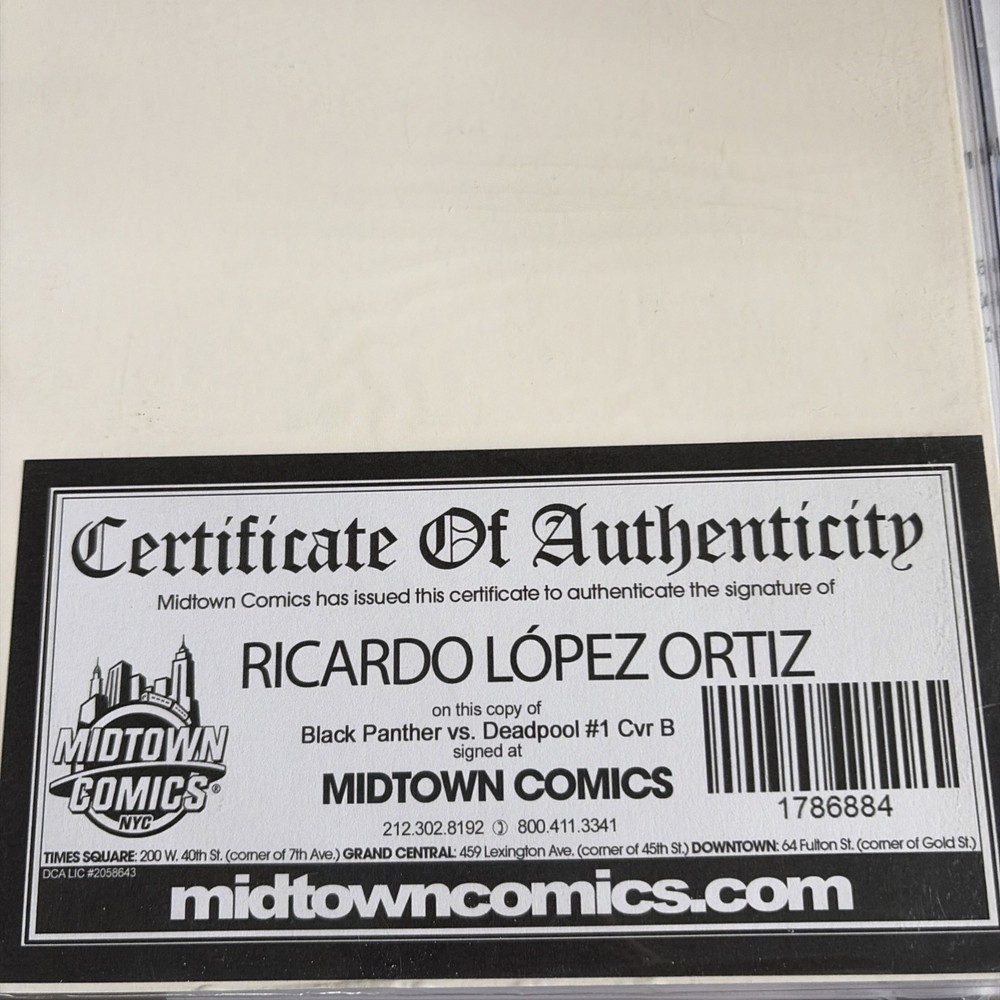 Certificate Of Authenticity
Midtown Comics has issued this certificate to authenticate the signature of
RICARDO LÓPEZ ORTIZ
on this copy of
Black Panther vs. Deadpool #1 Cvr B
signed at
MIDTOWN COMICS
212.302.8192 800.411.3341
MIDTOWN
COMICS®
NYC
1786884
TIMES SQUARE: 200 W. 40th St. (corner of 7th Ave.) GRAND CENTRAL: 459 Lexington Ave. (corner of 45th St.) DOWNTOWN: 64 Fulton St. (corner of Gold St.)
DCA LIC #2058643
midtowncomics.com